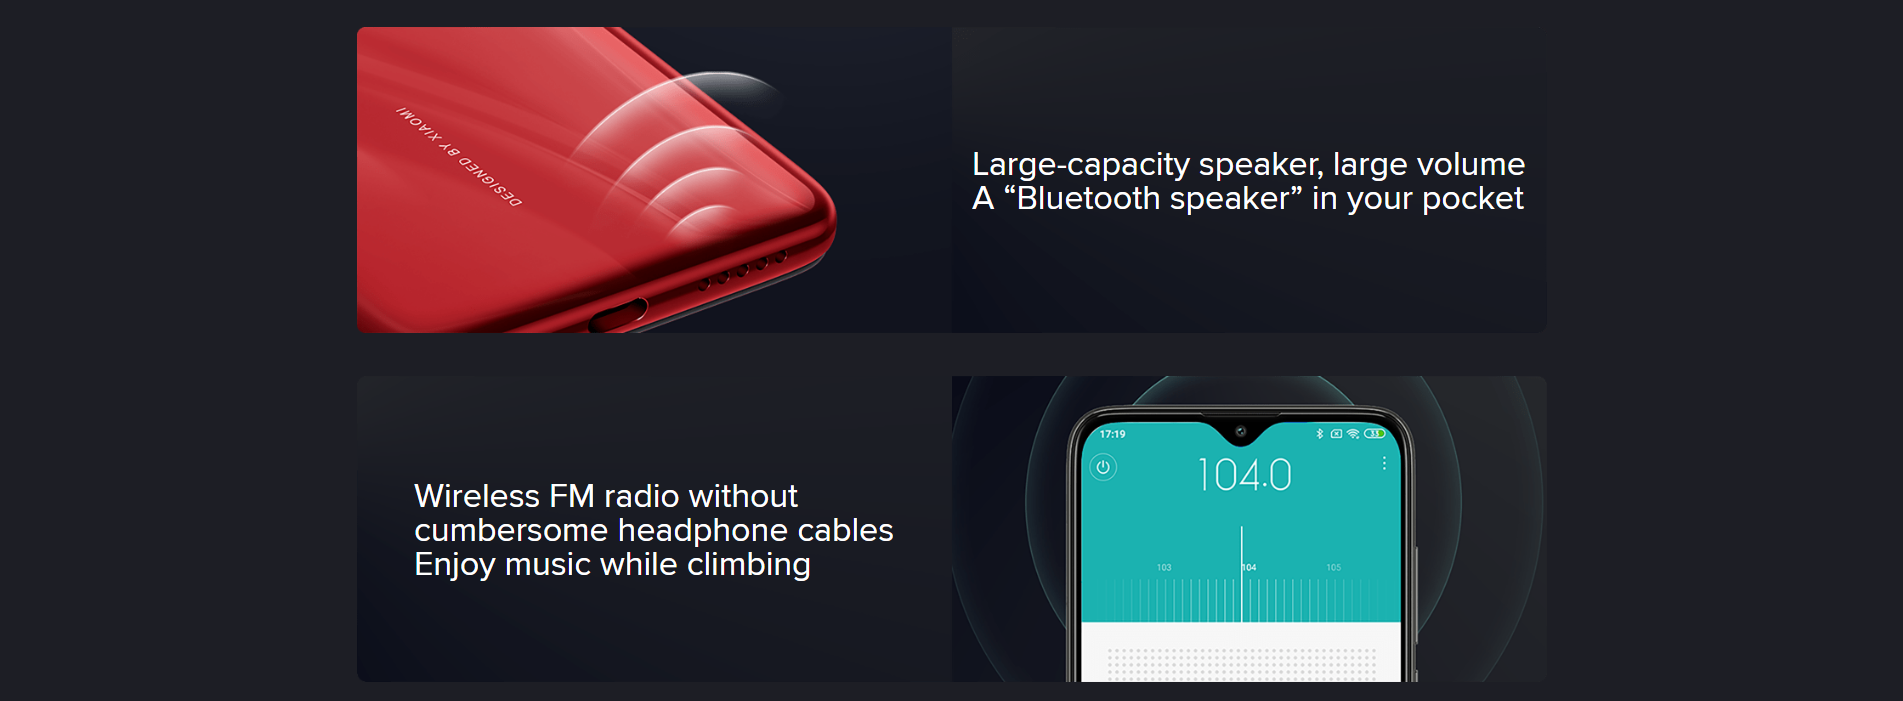 DESIGNED BY XIAOMI
Large-capacity speaker, large volume
A “Bluetooth speaker” in your pocket
Wireless FM radio without
cumbersome headphone cables
Enjoy music while climbing
17:19
33
104.0
103 104 105